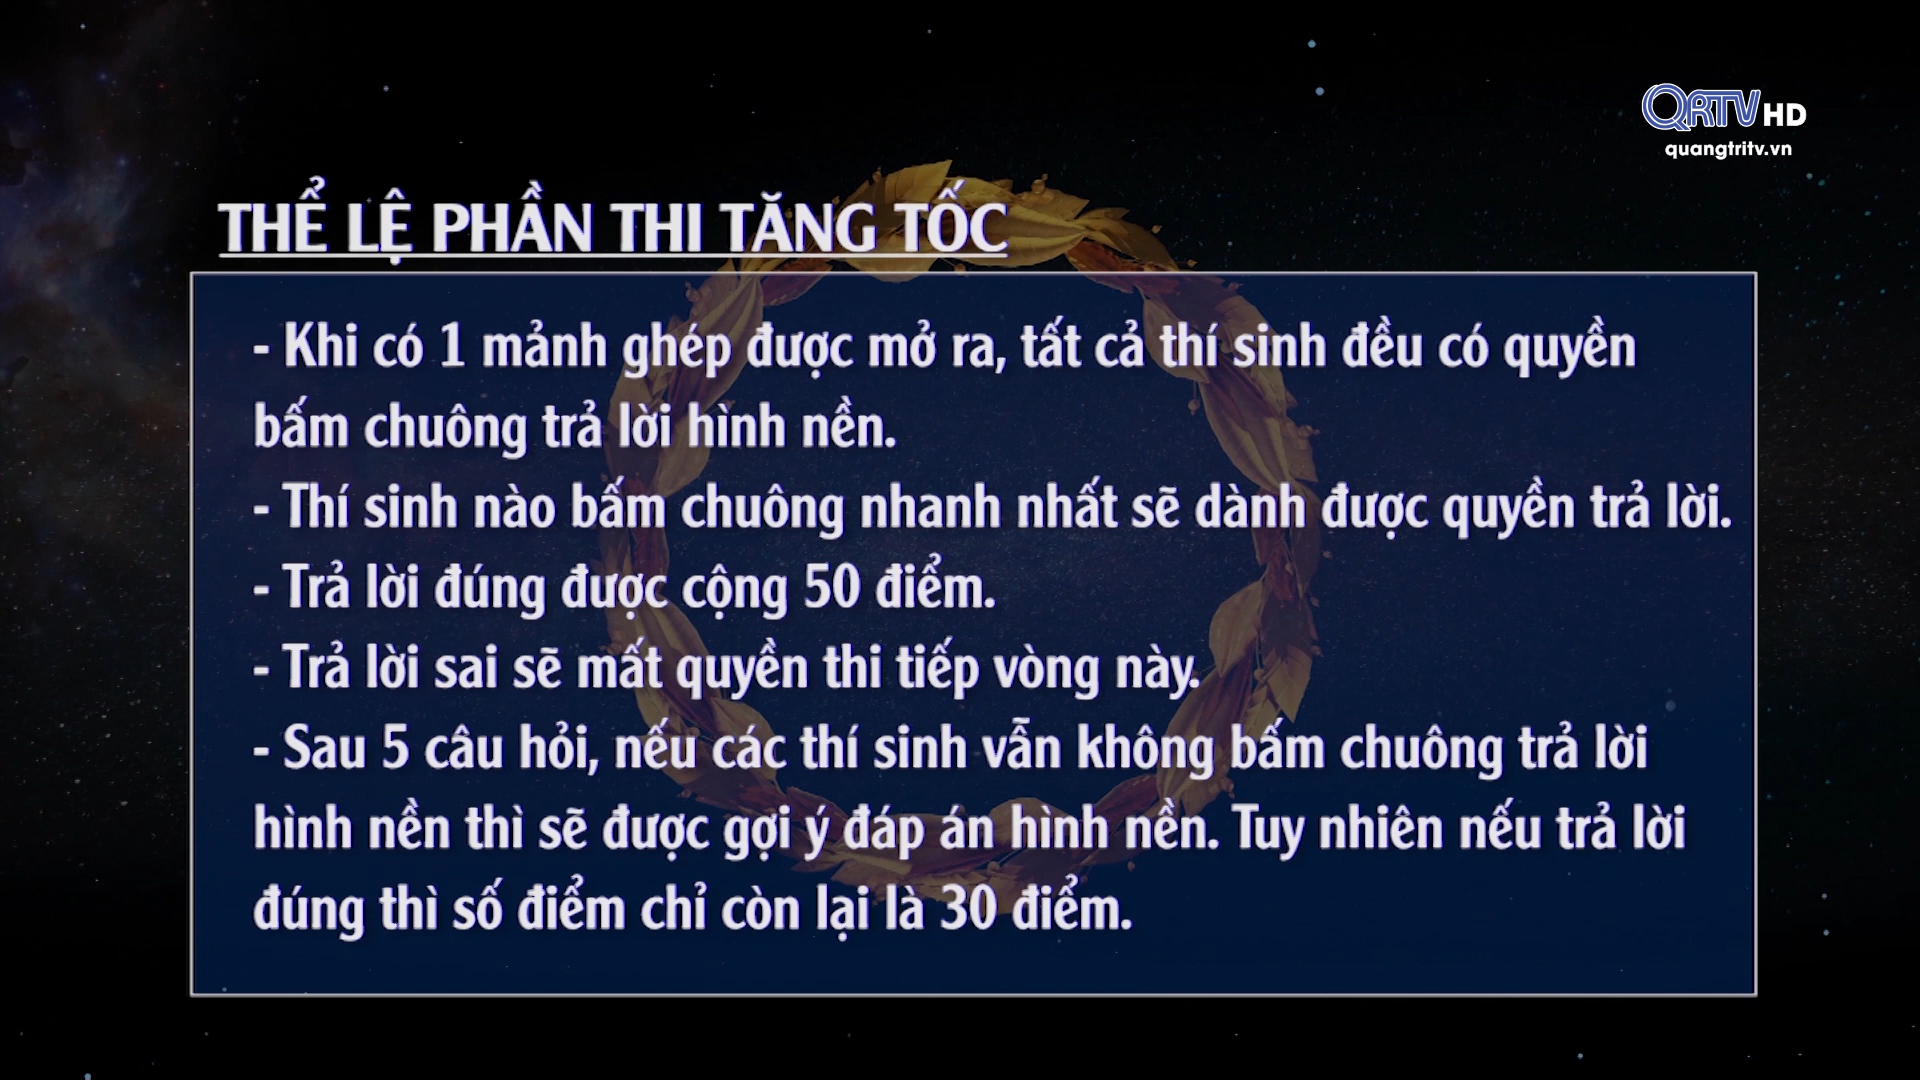 QRTV HD
quangtritv.vn
THỂ LỆ PHẦN THI TĂNG TỐC
- Khi có 1 mảnh ghép được mở ra, tất cả thí sinh đều có quyền
bấm chuông trả lời hình nền.
- Thí sinh nào bấm chuông nhanh nhất sẽ dành được quyền trả lời.
- Trả lời đúng được cộng 50 điểm.
- Trả lời sai sẽ mất quyền thi tiếp vòng này.
- Sau 5 câu hỏi, nếu các thí sinh vẫn không bấm chuông trả lời
hình nền thì sẽ được gợi ý đáp án hình nền. Tuy nhiên nếu trả lời
đúng thì số điểm chỉ còn lại là 30 điểm.